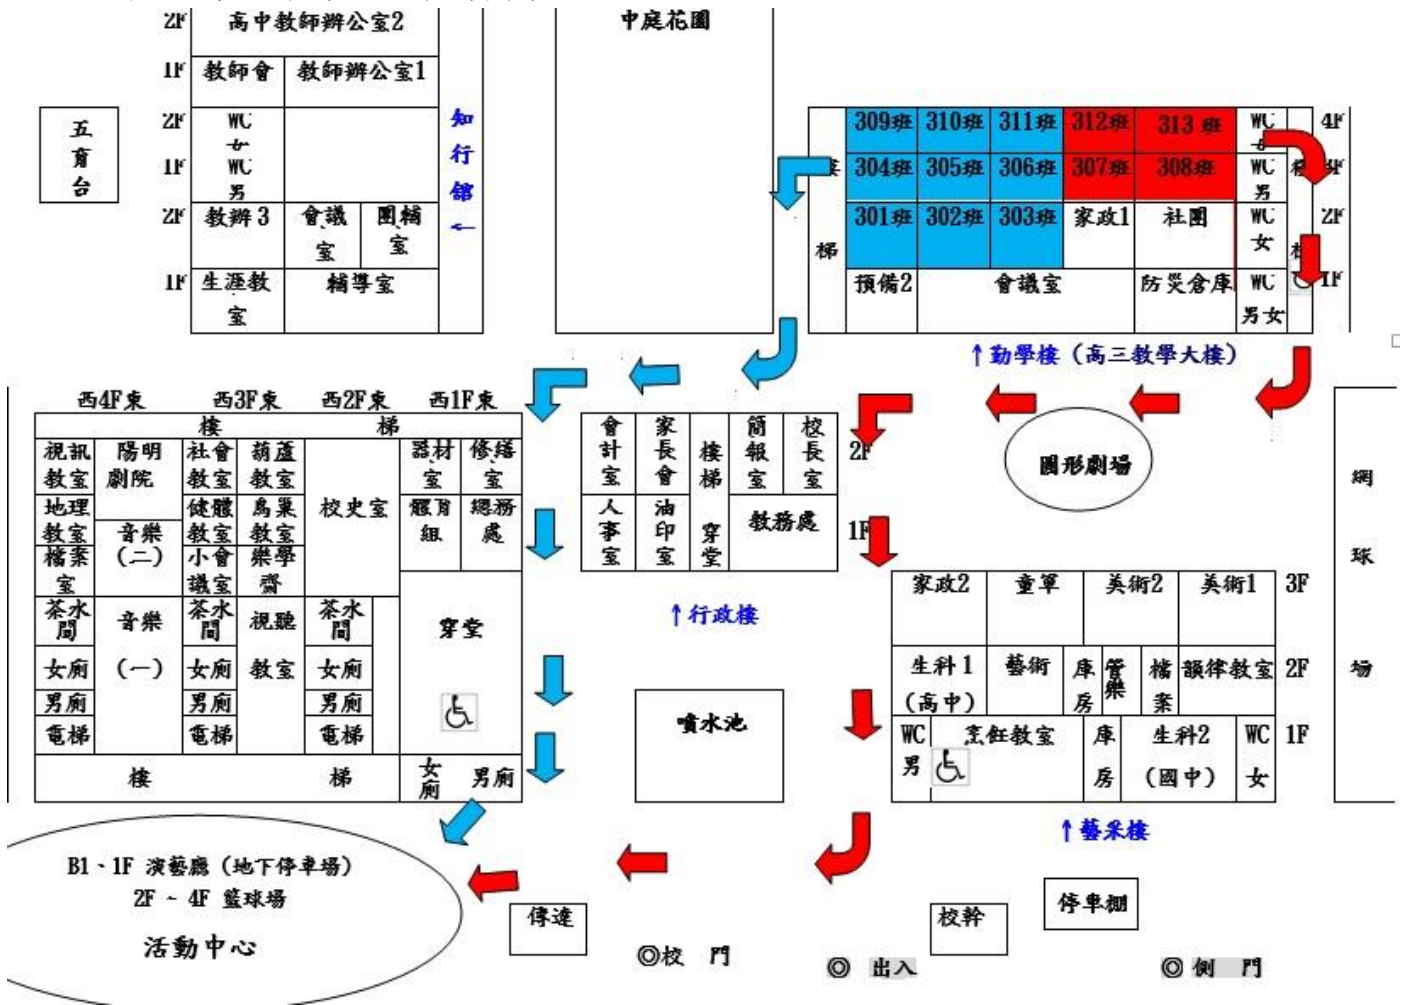 2F 高中教師辦公室2
中庭花園
1F 教師會 教師辦公室1
五育台
2F WC 女
1F WC 男
知行館
2F 教辦3 會議室 團輔室
1F 生涯教室 輔導室
309班 310班 311班 312班 313班 WC 4F
304班 305班 306班 307班 308班 WC 男
301班 302班 303班 家政1 社團 WC 女 2F
梯
預備2 會議室 防災倉庫 WC 男女 1F
↑勤學樓（高三教學大樓）
西4F東 西3F東 西2F東 西1F東
樓 梯
視訊教室 陽明劇院 社會教室 葫蘆教室 校史室 器材室 修繕室
地理教室 音樂（二） 健體教室 鳥巢教室 體育組 總務處
檔案室 小會議室 樂學齋
茶水間 音樂（一） 茶水間 視聽教室 茶水間 穿堂
女廁 女廁 女廁
男廁 男廁 男廁
電梯 電梯 電梯
樓 梯 女廁 男廁
會計室 家長會 樓梯 簡報室 校長室 2F
人事室 油印室 穿堂 教務處 1F
↑行政樓
圓形劇場
網球場
家政2 童軍 美術2 美術1 3F
生科1（高中） 藝術 庫房 管樂 檔案 韻律教室 2F
WC男 烹飪教室 庫房 生科2（國中） WC女 1F
↑藝采樓
噴水池
B1、1F 演藝廳（地下停車場）
2F ~ 4F 籃球場
活動中心
傳達
校幹
停車棚
◎校 門
◎ 出入
◎ 側 門